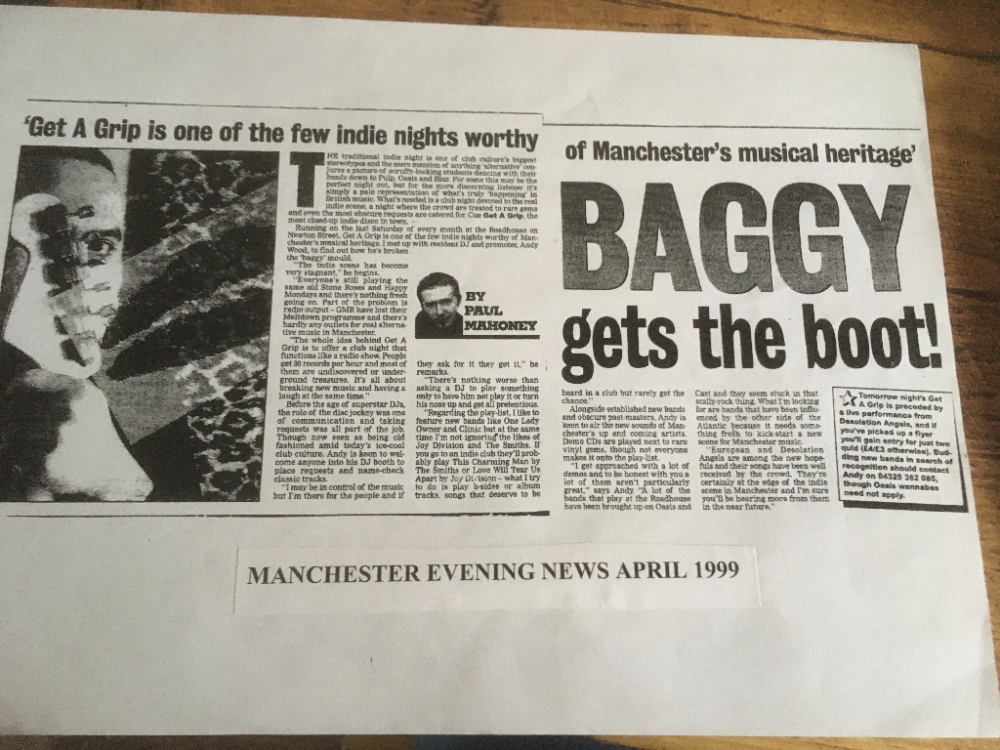 'Get A Grip is one of the few indie nights worthy
of Manchester's musical heritage'
BAGGY
gets the boot!
THE traditional indie night is one of club culture's biggest
stereotypes and the mere mention of anything 'alternative' con-
jures a picture of scruffy-looking students dancing with their
heads down to Pulp, Oasis and Blur. For some this may be the
perfect night out, but for the more discerning listener it's
simply a pale representation of what's truly 'happening' in
British music. What's needed is a club night devoted to the real
indie scene, a night where the crowd are treated to rare gems
and even the most obscure requests are catered for. Cue Get A Grip, the
most clued-up indie disco in town.
Running on the last Saturday of every month at the Roadhouse on
Newton Street, Get A Grip is one of the few indie nights worthy of Man-
chester's musical heritage. I met up with resident DJ and promoter, Andy
Wood, to find out how he's broken
the 'baggy' mould.
"The indie scene has become
very stagnant," he begins.
"Everyone's still playing the
same old Stone Roses and Happy
Mondays and there's nothing fresh
going on. Part of the problem is
radio output - GMR have lost their
Meltdown programme and there's
hardly any outlets for real alterna-
tive music in Manchester.
"The whole idea behind Get A
Grip is to offer a club night that
functions like a radio show. People
get 30 records per hour and most of
them are undiscovered or under-
ground treasures. It's all about
breaking new music and having a
laugh at the same time."
Before the age of superstar DJs,
the role of the disc jockey was one
of communication and taking
requests was all part of the job.
Though now seen as being old
fashioned amid today's ice-cool
club culture, Andy is keen to wel-
come anyone into his DJ booth to
place requests and name-check
classic tracks.
"I may be in control of the music
but I'm there for the people and if
BY
PAUL
MAHONEY
they ask for it they get it," he
remarks.
"There's nothing worse than
asking a DJ to play something
only to have him not play it or turn
his nose up and get all pretentious.
"Regarding the play-list, I like to
feature new bands like One Lady
Owner and Clinic but at the same
time I'm not ignoring the likes of
Joy Division and The Smiths. If
you go to an indie club they'll prob-
ably play This Charming Man by
The Smiths or Love Will Tear Us
Apart by Joy Division - what I try
to do is play b-sides or album
tracks, songs that deserve to be
heard in a club but rarely get the
chance."
Alongside established new bands
and obscure past-masters, Andy is
keen to air the new sounds of Man-
chester's up and coming artists.
Demo CDs are played next to rare
vinyl gems, though not everyone
makes it onto the play-list.
"I get approached with a lot of
demos and to be honest with you a
lot of them aren't particularly
great," says Andy "A lot of the
bands that play at the Roadhouse
have been brought up on Oasis and
Cast and they seem stuck in that
scally-rock thing. What I'm looking
for are bands that have been influ-
enced by the other side of the
Atlantic because it needs some-
thing fresh to kick-start a new
scene for Manchester music.
"European and Desolation
Angels are among the new hope-
fuls and their songs have been well
received by the crowd. They're
certainly at the edge of the indie
scene in Manchester and I'm sure
you'll be hearing more from them
in the near future."
Tomorrow night's Get
A Grip is preceded by
a live performance from
Desolation Angels, and if
you've picked up a flyer
you'll gain entry for just two
quid (£4/£3 otherwise). Bud-
ding new bands in search of
recognition should contact
Andy on 04325 362 085,
though Oasis wannabes
need not apply.
MANCHESTER EVENING NEWS APRIL 1999